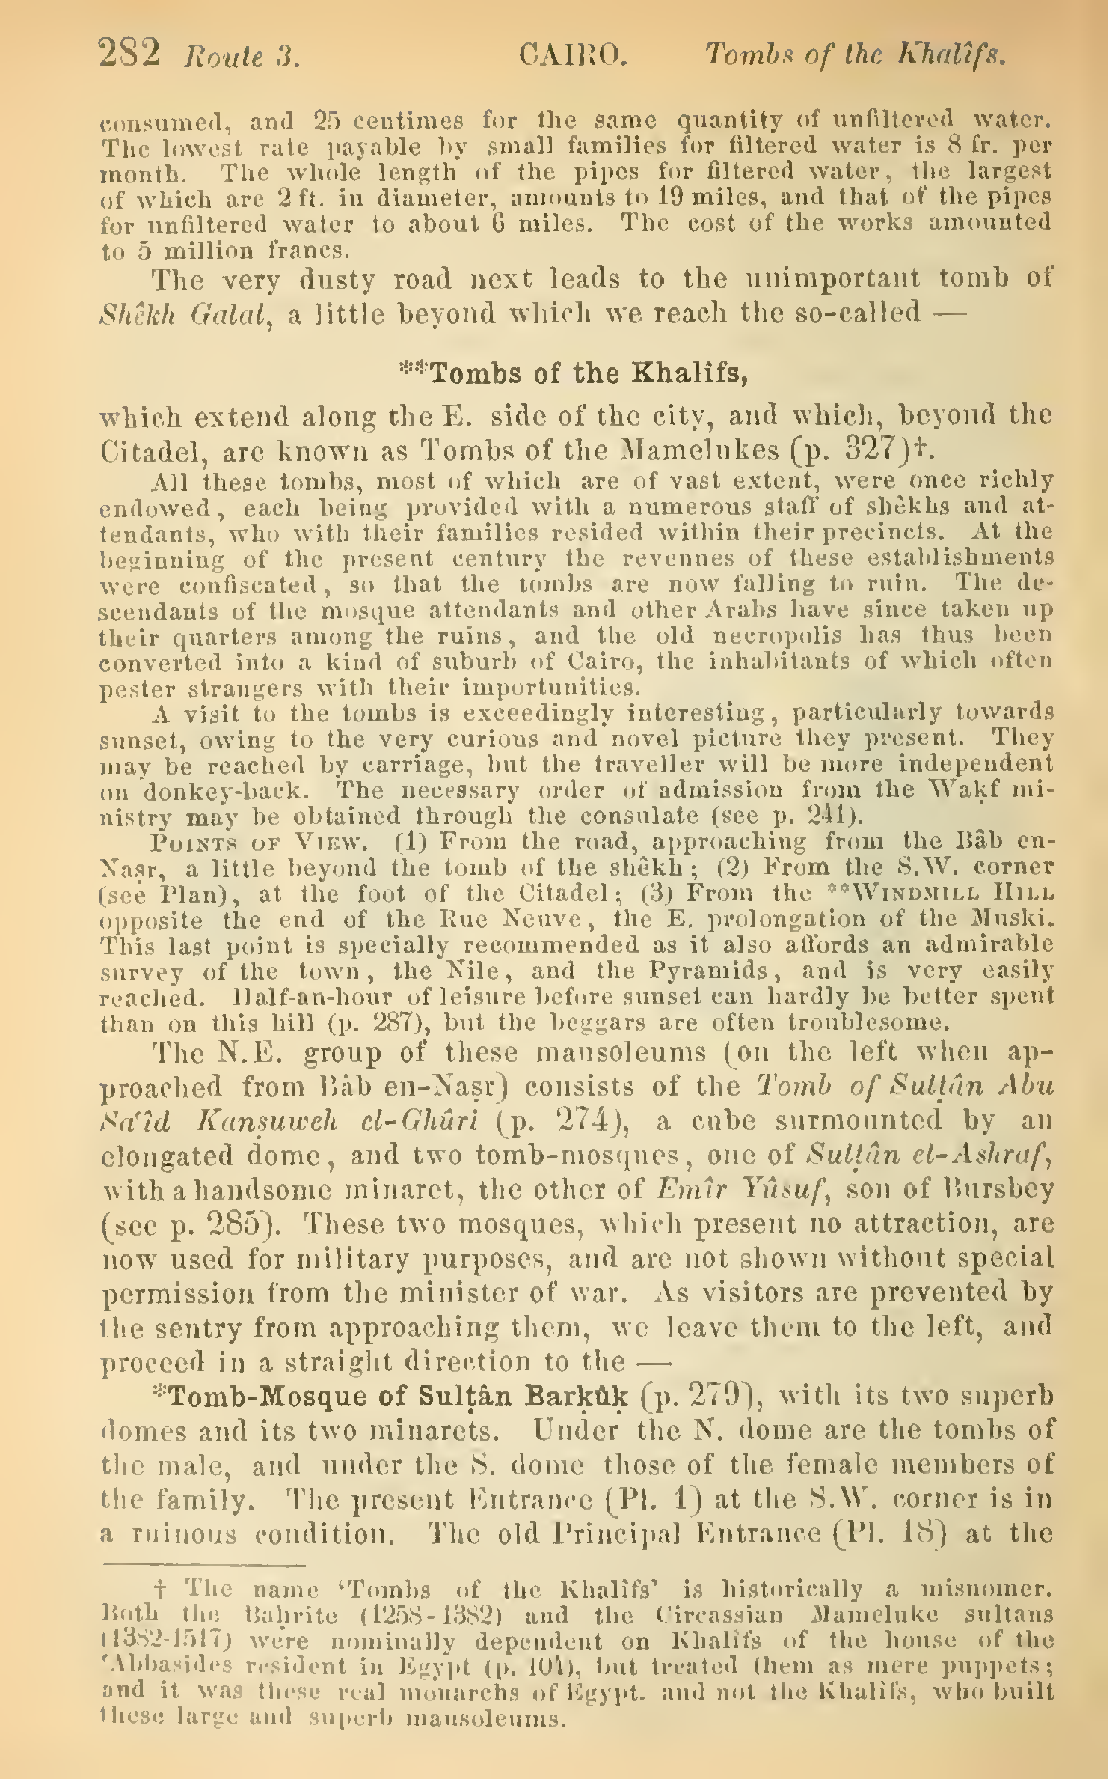 282 Route 3. CAIRO. Tombs of the Khalîfs.
consumed, and 25 centimes for the same quantity of unfiltered water.
The lowest rate payable by small families for filtered water is 8 fr. per
month. The whole length of the pipes for filtered water, the largest
of which are 2 ft. in diameter, amounts to 19 miles, and that of the pipes
for unfiltered water to about 6 miles. The cost of the works amounted
to 5 million francs.
The very dusty road next leads to the unimportant tomb of
Shêkh Galal, a little beyond which we reach the so-called —
**Tombs of the Khalîfs,
which extend along the E. side of the city, and which, beyond the
Citadel, are known as Tombs of the Mamelukes (p. 327)†.
All these tombs, most of which are of vast extent, were once richly
endowed, each being provided with a numerous staff of shêkhs and at-
tendants, who with their families resided within their precincts. At the
beginning of the present century the revenues of these establishments
were confiscated, so that the tombs are now falling to ruin. The de-
scendants of the mosque attendants and other Arabs have since taken up
their quarters among the ruins, and the old necropolis has thus been
converted into a kind of suburb of Cairo, the inhabitants of which often
pester strangers with their importunities.
A visit to the tombs is exceedingly interesting, particularly towards
sunset, owing to the very curious and novel picture they present. They
may be reached by carriage, but the traveller will be more independent
on donkey-back. The necessary order of admission from the Wakf mi-
nistry may be obtained through the consulate (see p. 241).
POINTS OF VIEW. (1) From the road, approaching from the Bâb en-
Naṣr, a little beyond the tomb of the shêkh; (2) From the S.W. corner
(see Plan), at the foot of the Citadel; (3) From the **WINDMILL HILL
opposite the end of the Rue Neuve, the E. prolongation of the Muski.
This last point is specially recommended as it also affords an admirable
survey of the town, the Nile, and the Pyramids, and is very easily
reached. Half-an-hour of leisure before sunset can hardly be better spent
than on this hill (p. 287), but the beggars are often troublesome.
The N.E. group of these mausoleums (on the left when ap-
proached from Bâb en-Naṣr) consists of the Tomb of Sulṭân Abu
Saʿîd Kanṣuweh el-Ghûri (p. 274), a cube surmounted by an
elongated dome, and two tomb-mosques, one of Sulṭân el-Ashraf,
with a handsome minaret, the other of Emîr Yûsuf, son of Bursbey
(see p. 285). These two mosques, which present no attraction, are
now used for military purposes, and are not shown without special
permission from the minister of war. As visitors are prevented by
the sentry from approaching them, we leave them to the left, and
proceed in a straight direction to the —
*Tomb-Mosque of Sulṭân Barḳûḳ (p. 279), with its two superb
domes and its two minarets. Under the N. dome are the tombs of
the male, and under the S. dome those of the female members of
the family. The present Entrance (Pl. 1) at the S.W. corner is in
a ruinous condition. The old Principal Entrance (Pl. 18) at the
† The name ‘Tombs of the Khalîfs’ is historically a misnomer.
Both the Baḥrite (1258-1382) and the Circassian Mameluke sultans
(1382-1517) were nominally dependent on Khalîfs of the house of the
ʿAbbasides resident in Egypt (p. 104), but treated them as mere puppets;
and it was these real monarchs of Egypt, and not the Khalîfs, who built
these large and superb mausoleums.